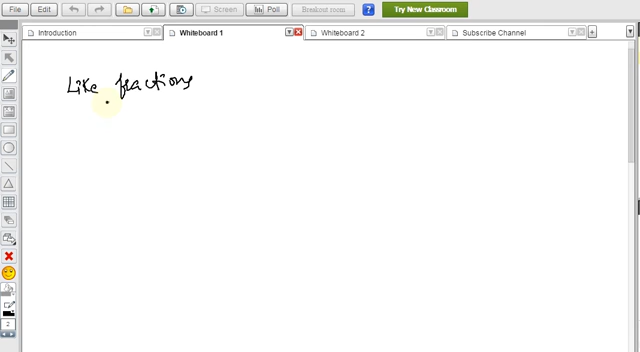 File Edit Screen Poll Breakout room ? Try New Classroom
Introduction Whiteboard 1 Whiteboard 2 Subscribe Channel
Like fractions
2